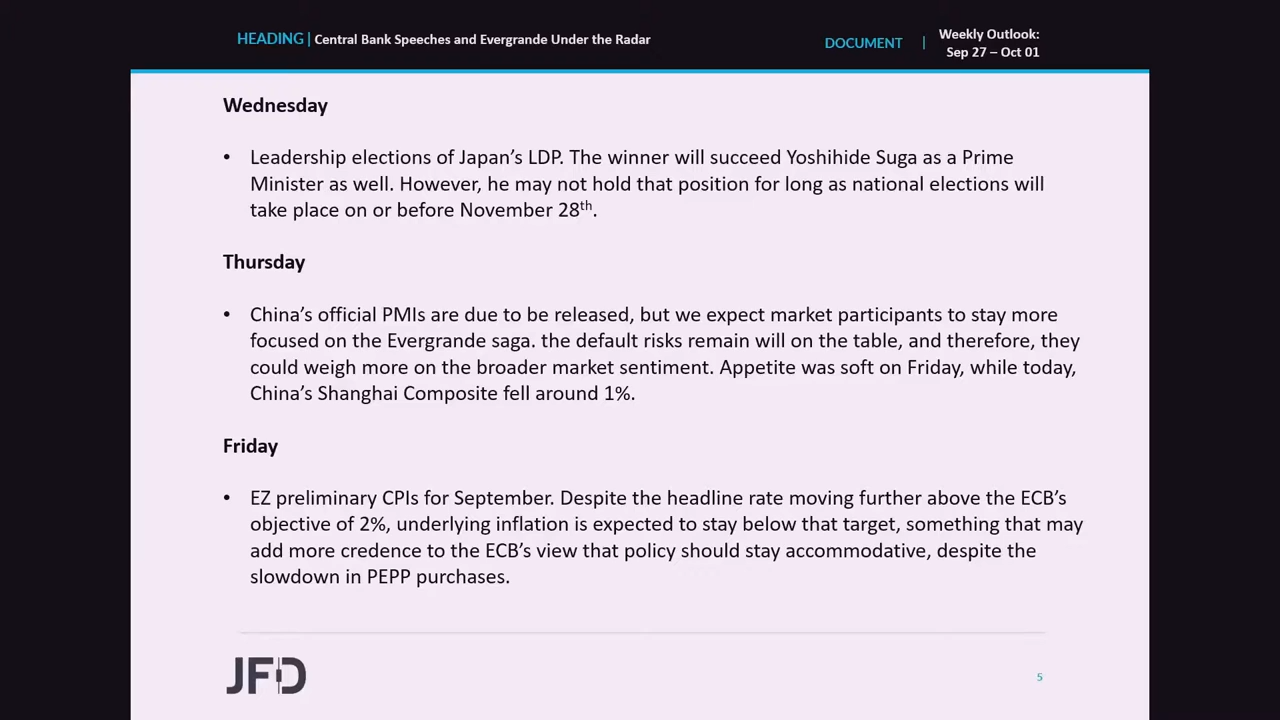 HEADING | Central Bank Speeches and Evergrande Under the Radar
DOCUMENT | Weekly Outlook:
Sep 27 – Oct 01
Wednesday
• Leadership elections of Japan's LDP. The winner will succeed Yoshihide Suga as a Prime
Minister as well. However, he may not hold that position for long as national elections will
take place on or before November 28th.
Thursday
• China's official PMIs are due to be released, but we expect market participants to stay more
focused on the Evergrande saga. the default risks remain will on the table, and therefore, they
could weigh more on the broader market sentiment. Appetite was soft on Friday, while today,
China's Shanghai Composite fell around 1%.
Friday
• EZ preliminary CPIs for September. Despite the headline rate moving further above the ECB's
objective of 2%, underlying inflation is expected to stay below that target, something that may
add more credence to the ECB's view that policy should stay accommodative, despite the
slowdown in PEPP purchases.
JFD
5